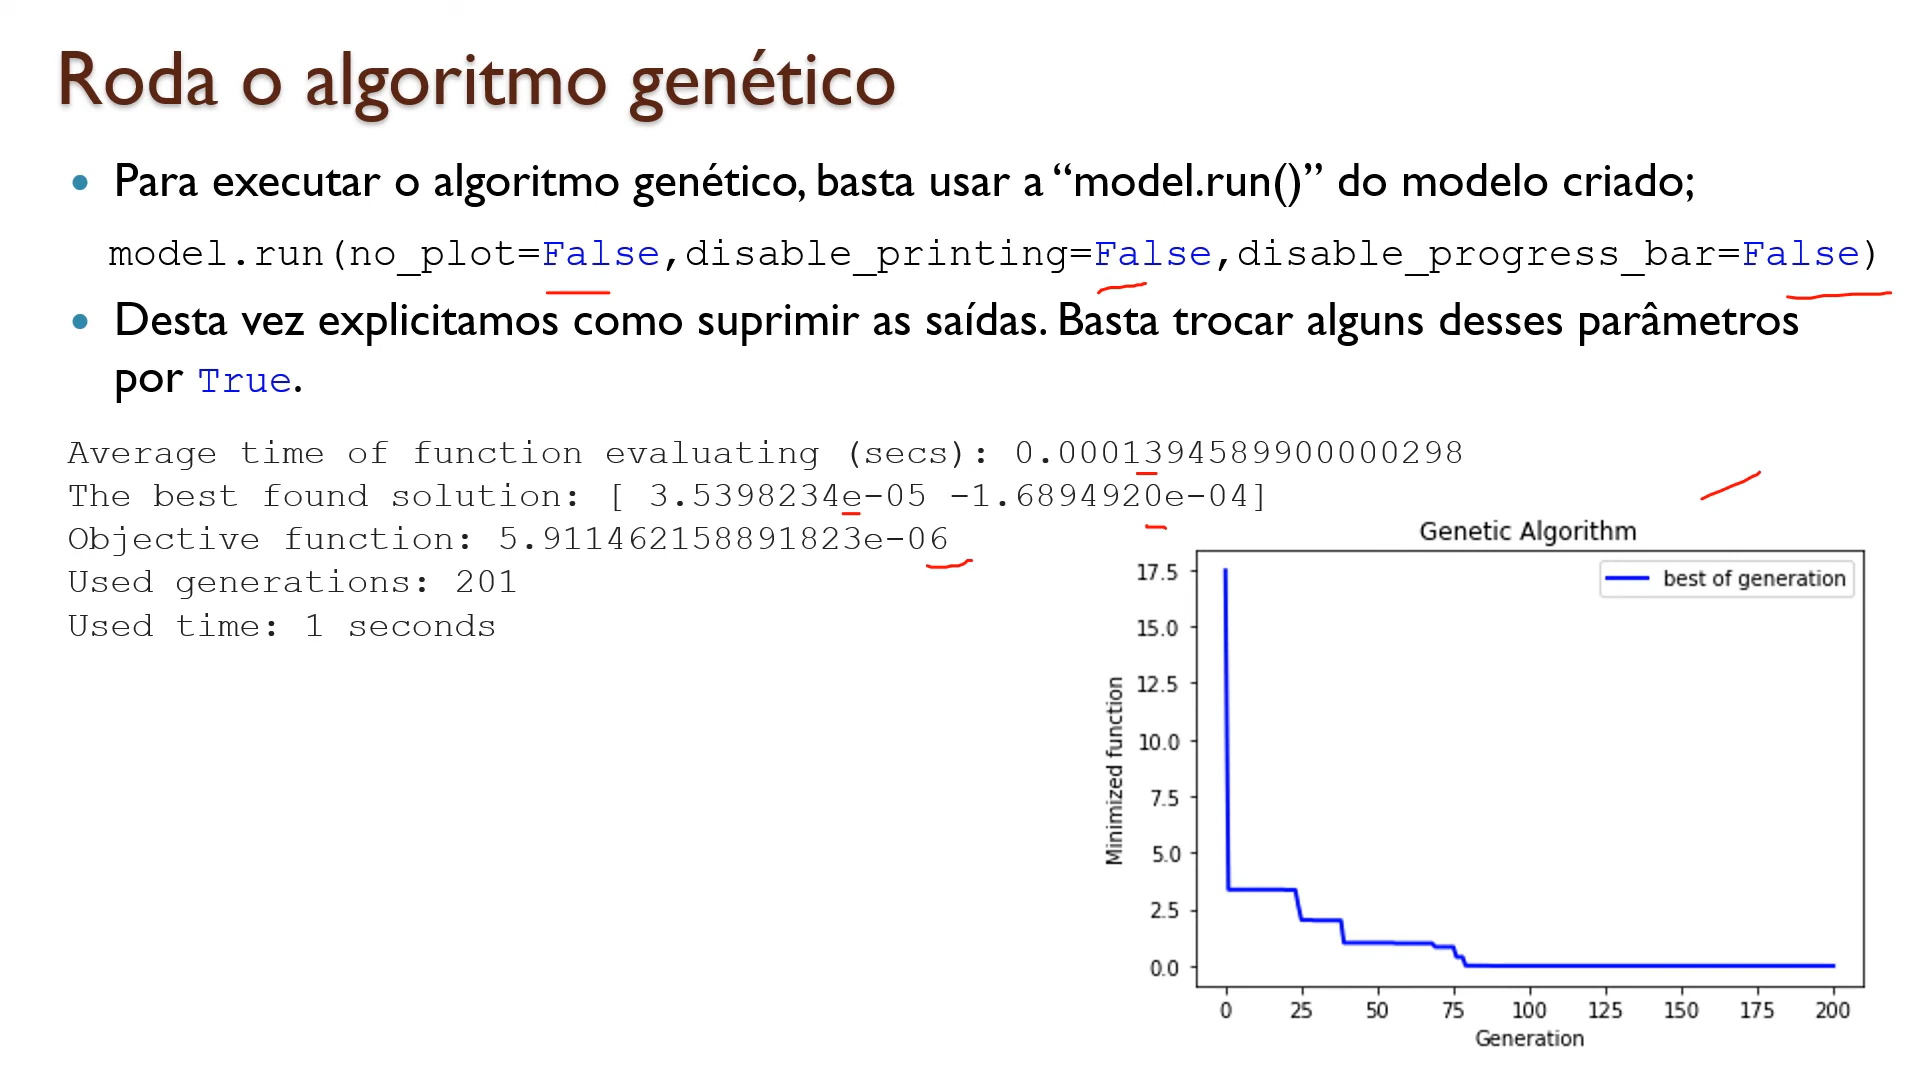 Roda o algoritmo genético
• Para executar o algoritmo genético, basta usar a “model.run()” do modelo criado;
model.run(no_plot=False,disable_printing=False,disable_progress_bar=False)
• Desta vez explicitamos como suprimir as saídas. Basta trocar alguns desses parâmetros
por True.
Average time of function evaluating (secs): 0.0001394589900000298
The best found solution: [ 3.5398234e-05 -1.6894920e-04]
Objective function: 5.911462158891823e-06
Used generations: 201
Used time: 1 seconds
Genetic Algorithm
best of generation
17.5
15.0
12.5
10.0
7.5
5.0
2.5
0.0
Minimized function
0 25 50 75 100 125 150 175 200
Generation